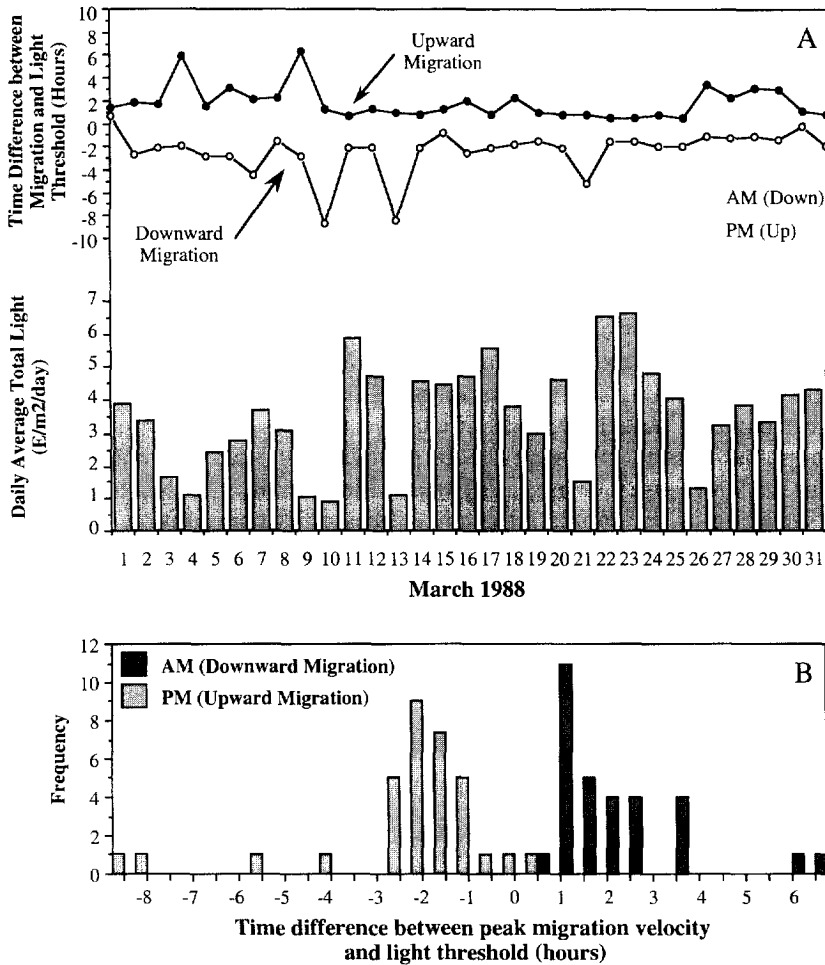 A
Time Difference between
Migration and Light
Threshold (Hours)
10
8
6
4
2
0
-2
-4
-6
-8
-10
Upward
Migration
Downward
Migration
AM (Down)
PM (Up)
Daily Average Total Light
(E/m2/day)
7
6
5
4
3
2
1
0
1 2 3 4 5 6 7 8 9 10 11 12 13 14 15 16 17 18 19 20 21 22 23 24 25 26 27 28 29 30 31
March 1988
B
AM (Downward Migration)
PM (Upward Migration)
Frequency
12
10
8
6
4
2
0
-8 -7 -6 -5 -4 -3 -2 -1 0 1 2 3 4 5 6
Time difference between peak migration velocity
and light threshold (hours)